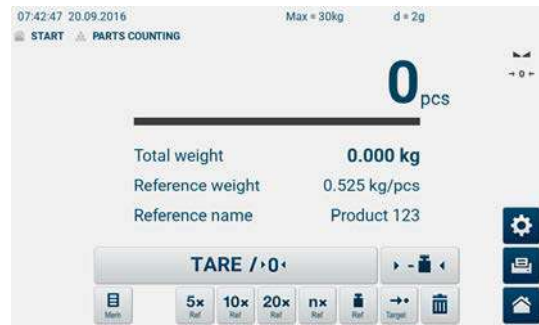 07:42:47 20.09.2016 Max = 30kg d = 2g
START PARTS COUNTING
→ 0 ←
0 pcs
Total weight 0.000 kg
Reference weight 0.525 kg/pcs
Reference name Product 123
TARE /→0←
-
5x 10x 20x nx
Mem Ref Ref Ref Ref Ref Target